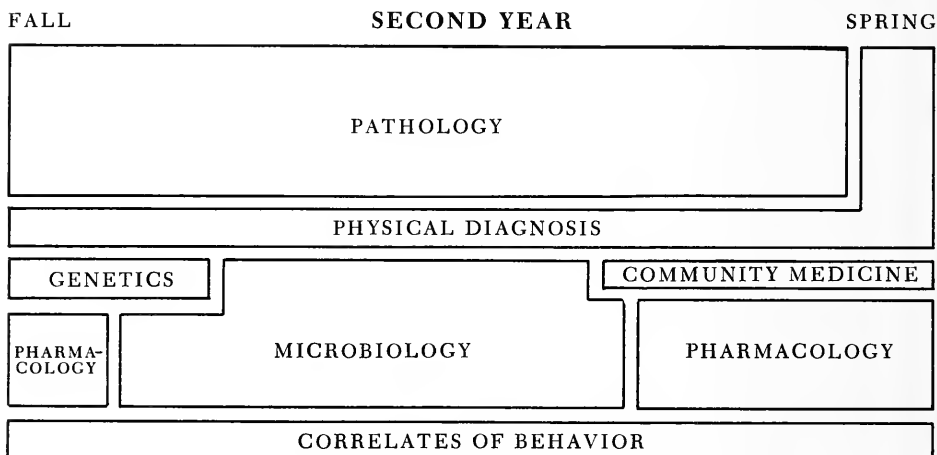 FALL SECOND YEAR SPRING
PATHOLOGY
PHYSICAL DIAGNOSIS
GENETICS
COMMUNITY MEDICINE
PHARMA-
COLOGY
MICROBIOLOGY
PHARMACOLOGY
CORRELATES OF BEHAVIOR